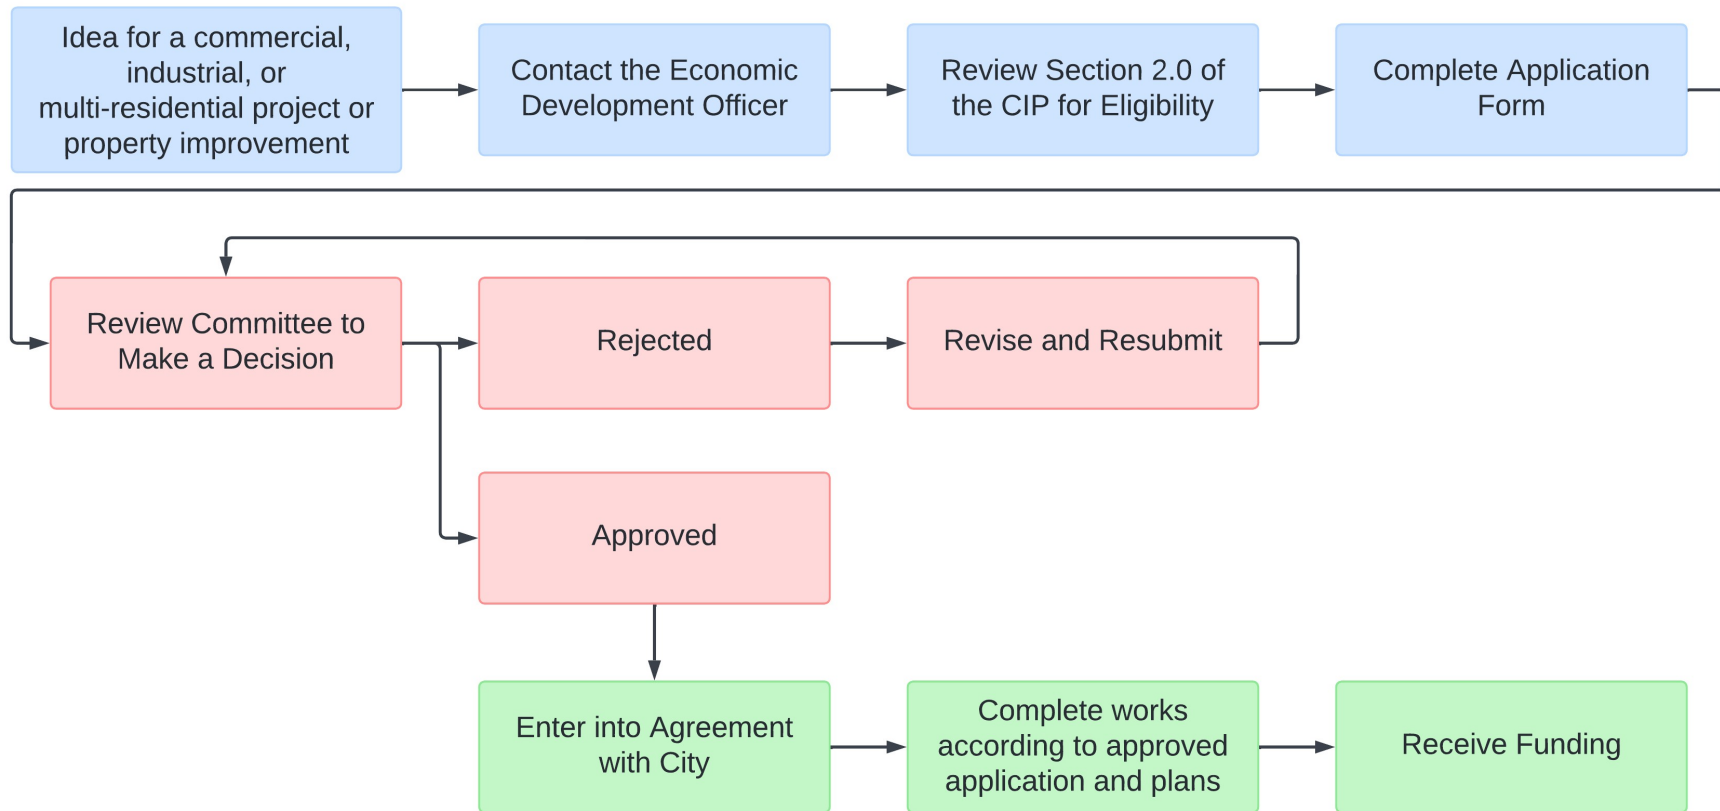 Idea for a commercial,
industrial, or
multi-residential project or
property improvement
Contact the Economic
Development Officer
Review Section 2.0 of
the CIP for Eligibility
Complete Application
Form
Review Committee to
Make a Decision
Rejected
Revise and Resubmit
Approved
Enter into Agreement
with City
Complete works
according to approved
application and plans
Receive Funding